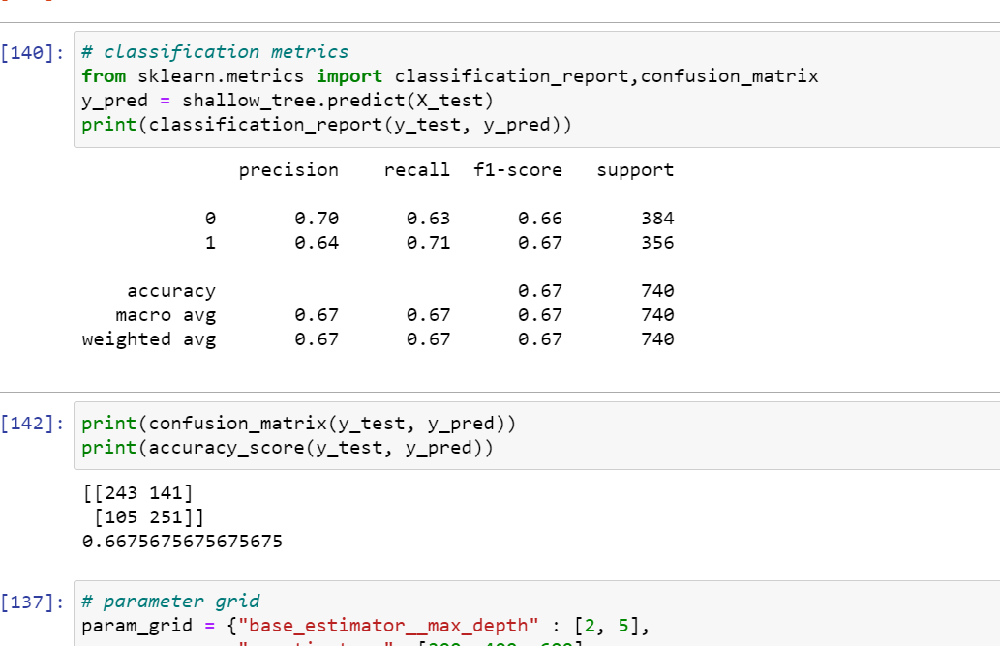 [140]: # classification metrics
from sklearn.metrics import classification_report,confusion_matrix
y_pred = shallow_tree.predict(X_test)
print(classification_report(y_test, y_pred))
precision recall f1-score support
0 0.70 0.63 0.66 384
1 0.64 0.71 0.67 356
accuracy 0.67 740
macro avg 0.67 0.67 0.67 740
weighted avg 0.67 0.67 0.67 740
[142]: print(confusion_matrix(y_test, y_pred))
print(accuracy_score(y_test, y_pred))
[[243 141]
[105 251]]
0.6675675675675675
[137]: # parameter grid
param_grid = {"base_estimator__max_depth" : [2, 5],